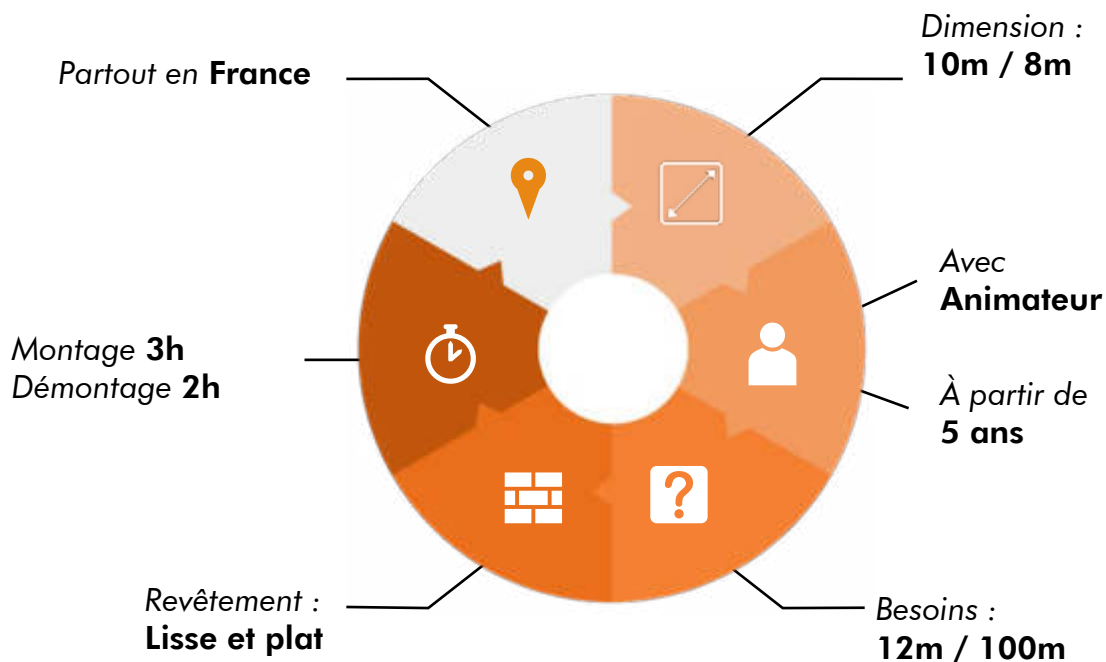 Dimension :
10m / 8m
Partout en France
Avec
Animateur
À partir de
5 ans
Montage 3h
Démontage 2h
?
Revêtement :
Lisse et plat
Besoins :
12m / 100m